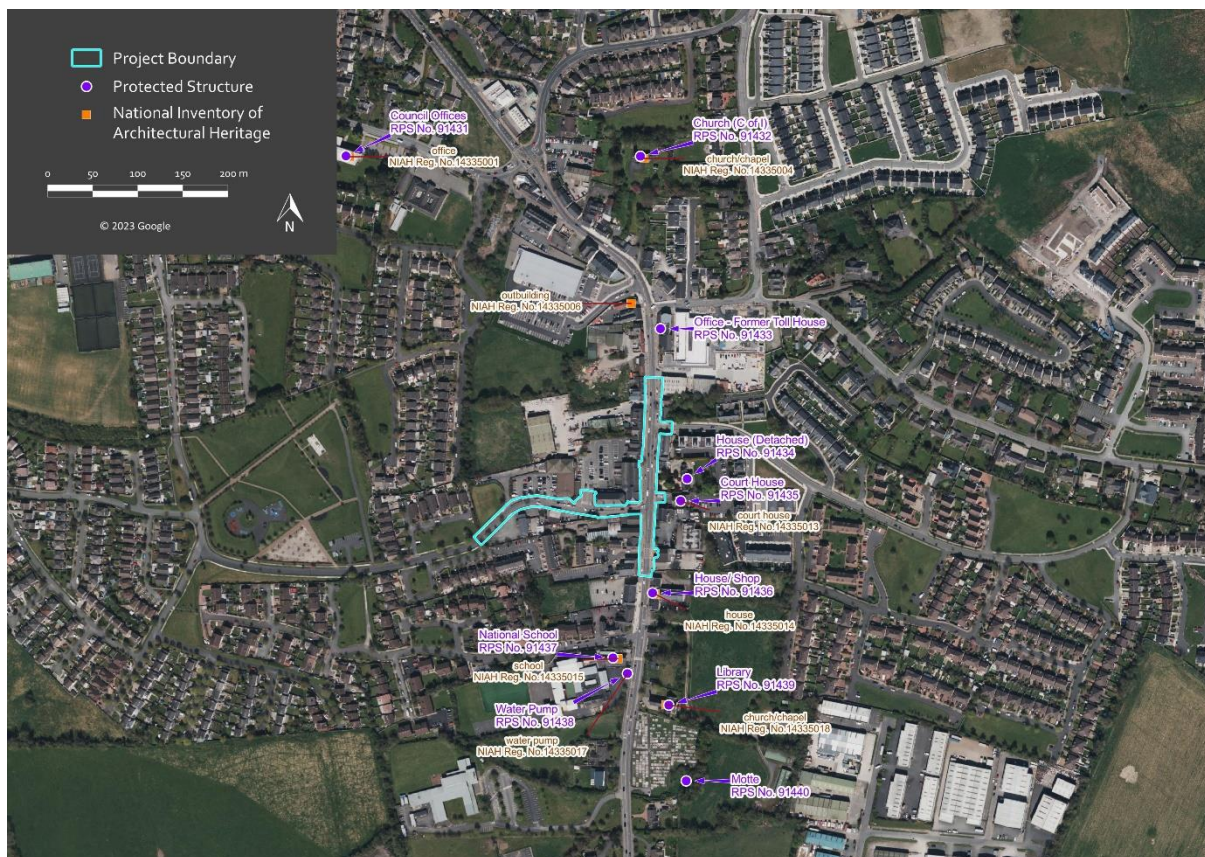 Project Boundary
Protected Structure
National Inventory of
Architectural Heritage
0 50 100 150 200 m
© 2023 Google
N
Council Offices
RPS No. 91431
office
NIAH Reg. No.14335001
Church (C of I)
RPS No. 91432
church/chapel
NIAH Reg. No.14335004
outbuilding
NIAH Reg. No.14335006
Office - Former Toll House
RPS No. 91433
House (Detached)
RPS No. 91434
Court House
RPS No. 91435
court house
NIAH Reg. No.14335013
House/ Shop
RPS No. 91436
house
NIAH Reg. No.14335014
National School
RPS No. 91437
school
NIAH Reg. No.14335015
Water Pump
RPS No. 91438
water pump
NIAH Reg. No.14335017
Library
RPS No. 91439
church/chapel
NIAH Reg. No.14335018
Motte
RPS No. 91440